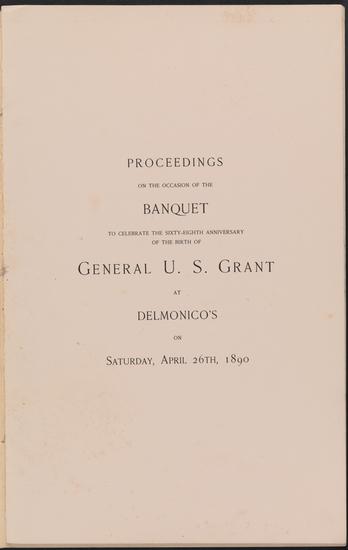 PROCEEDINGS
ON THE OCCASION OF THE
BANQUET
TO CELEBRATE THE SIXTY-EIGHTH ANNIVERSARY
OF THE BIRTH OF
GENERAL U. S. GRANT
AT
DELMONICO'S
ON
SATURDAY, APRIL 26TH, 1890